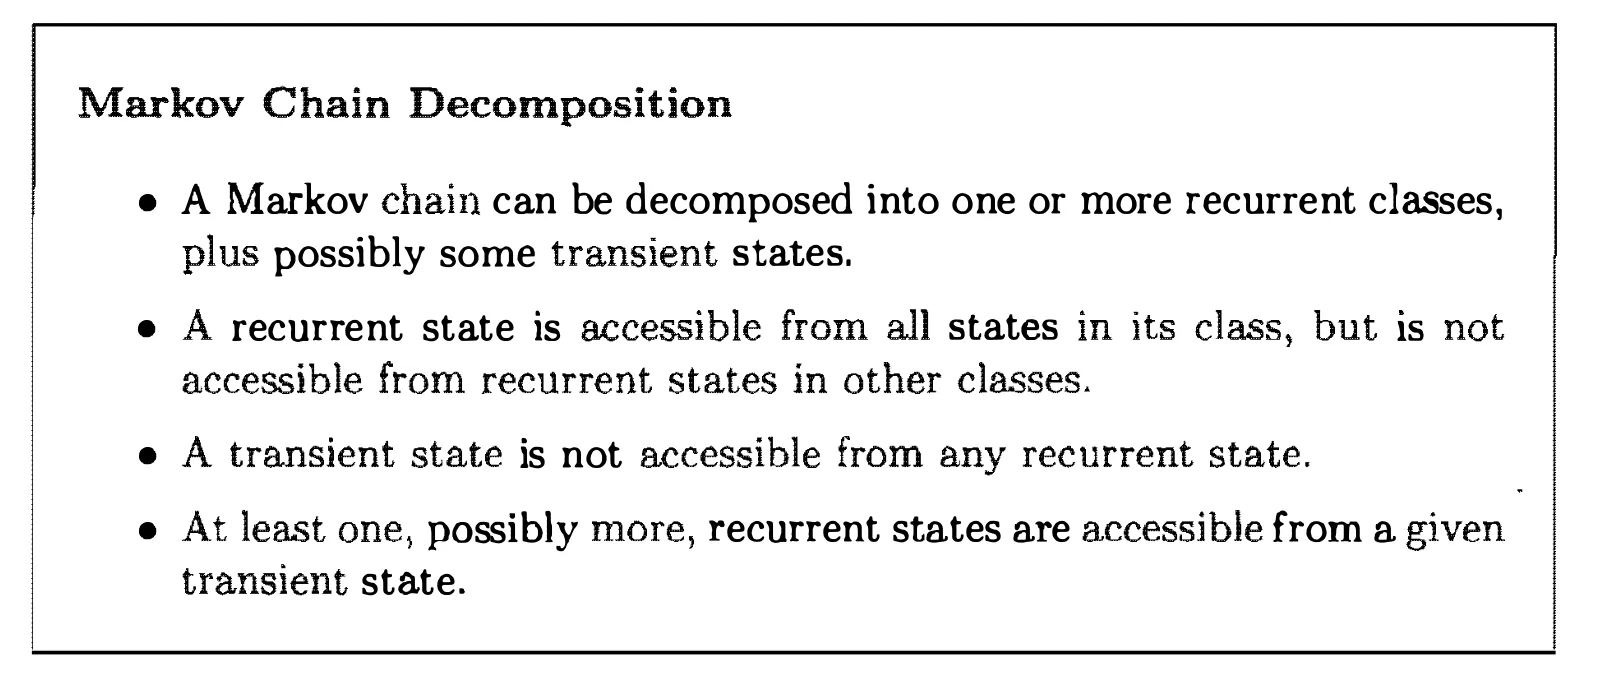 Markov Chain Decomposition
• A Markov chain can be decomposed into one or more recurrent classes,
plus possibly some transient states.
• A recurrent state is accessible from all states in its class, but is not
accessible from recurrent states in other classes.
• A transient state is not accessible from any recurrent state.
• At least one, possibly more, recurrent states are accessible from a given
transient state.